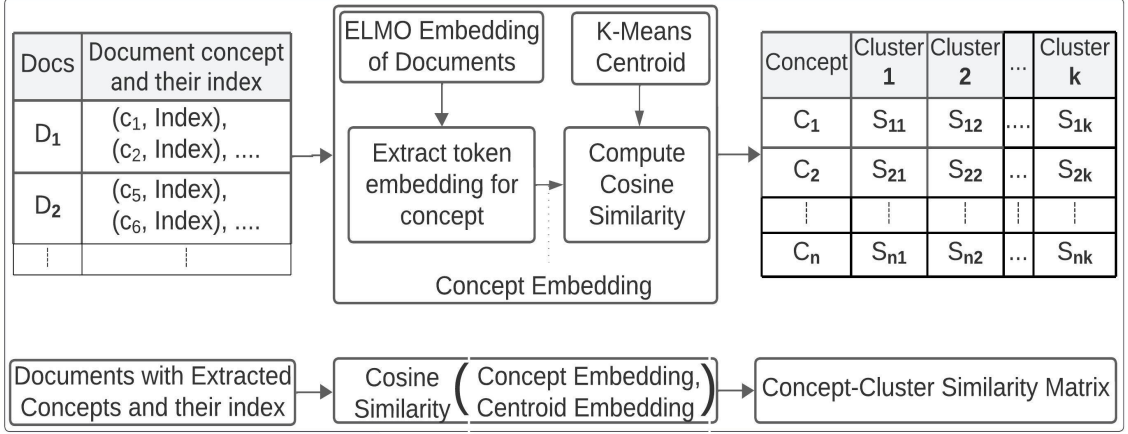 Docs Document concept and their index
D1 (c1, Index), (c2, Index), ....
D2 (c5, Index), (c6, Index), ....
ELMO Embedding of Documents
K-Means Centroid
Extract token embedding for concept
Compute Cosine Similarity
Concept Embedding
Concept Cluster 1 Cluster 2 ... Cluster k
C1 S11 S12 .... S1k
C2 S21 S22 ... S2k
Cn Sn1 Sn2 ... Snk
Documents with Extracted
Concepts and their index
Cosine Similarity ( Concept Embedding, Centroid Embedding )
Concept-Cluster Similarity Matrix